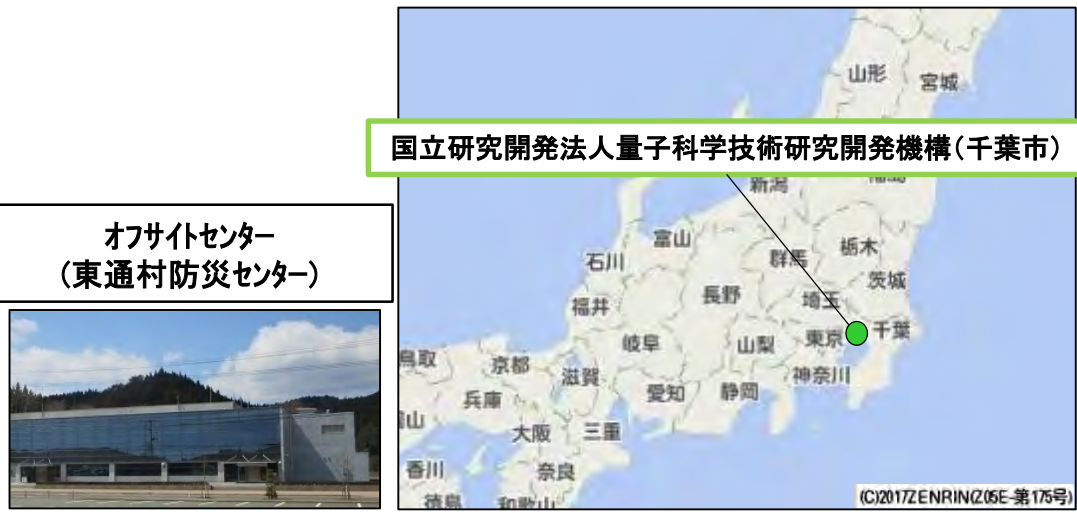 山形
宮城
国立研究開発法人量子科学技術研究開発機構(千葉市)
新潟
オフサイトセンター
(東通村防災センター)
富山
石川
群馬
栃木
茨城
福井
長野
埼玉
岐阜
山梨
東京
千葉
鳥取
京都
滋賀
愛知
静岡
神奈川
兵庫
大阪
三重
香川
奈良
徳島
和歌山
(C)2017ZENRIN(Z05E-第175号)